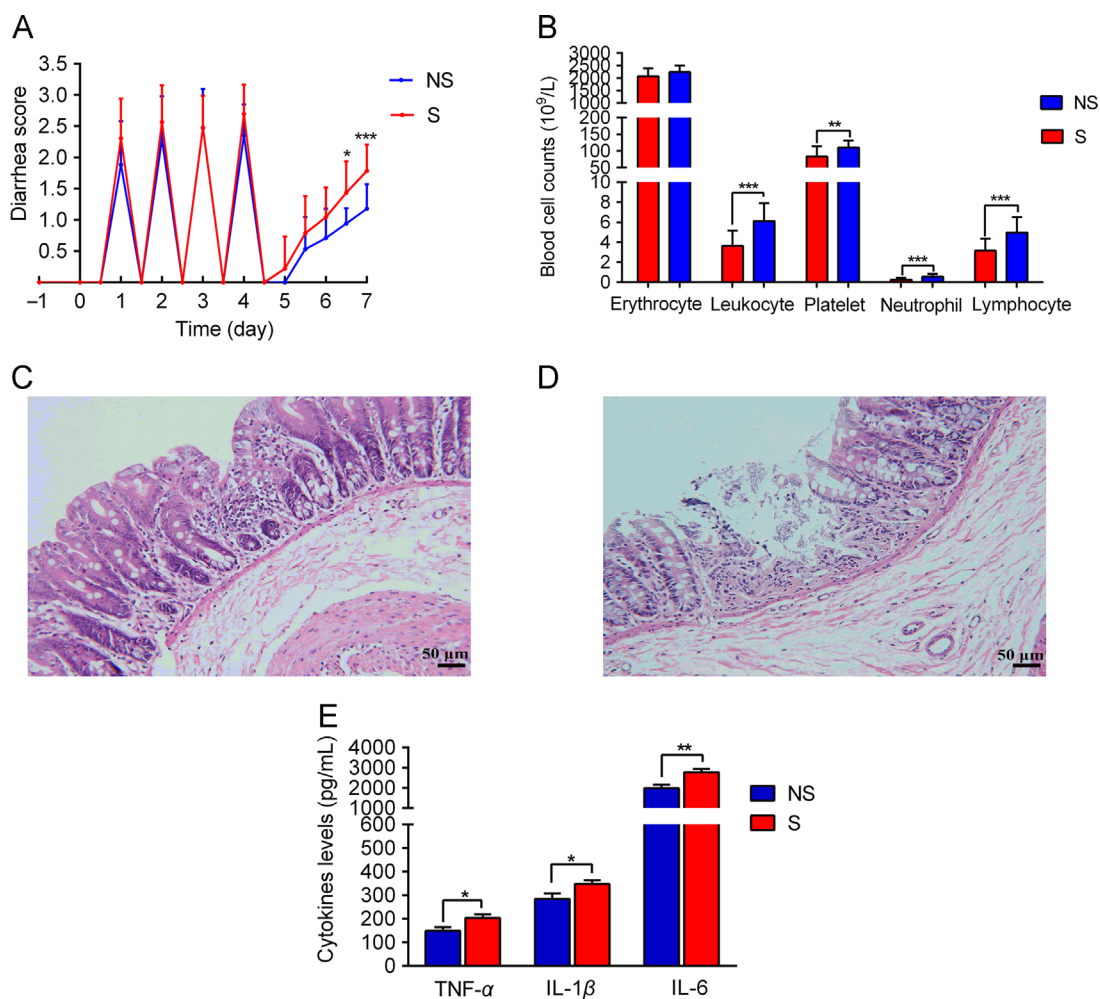 A
Diarrhea score
3.5
3.0
2.5
2.0
1.5
1.0
0.5
−1 0 1 2 3 4 5 6 7
Time (day)
NS
S
* ***
B
Blood cell counts (10⁹/L)
3000
2500
2000
1500
1000
200
150
100
50
10
8
6
4
2
0
*** ** *** ***
Erythrocyte Leukocyte Platelet Neutrophil Lymphocyte
S
NS
C
50 μm
D
50 μm
E
Cytokines levels (pg/mL)
4000
3000
2000
1000
600
400
300
200
100
0
* * **
TNF-α IL-1β IL-6
NS
S